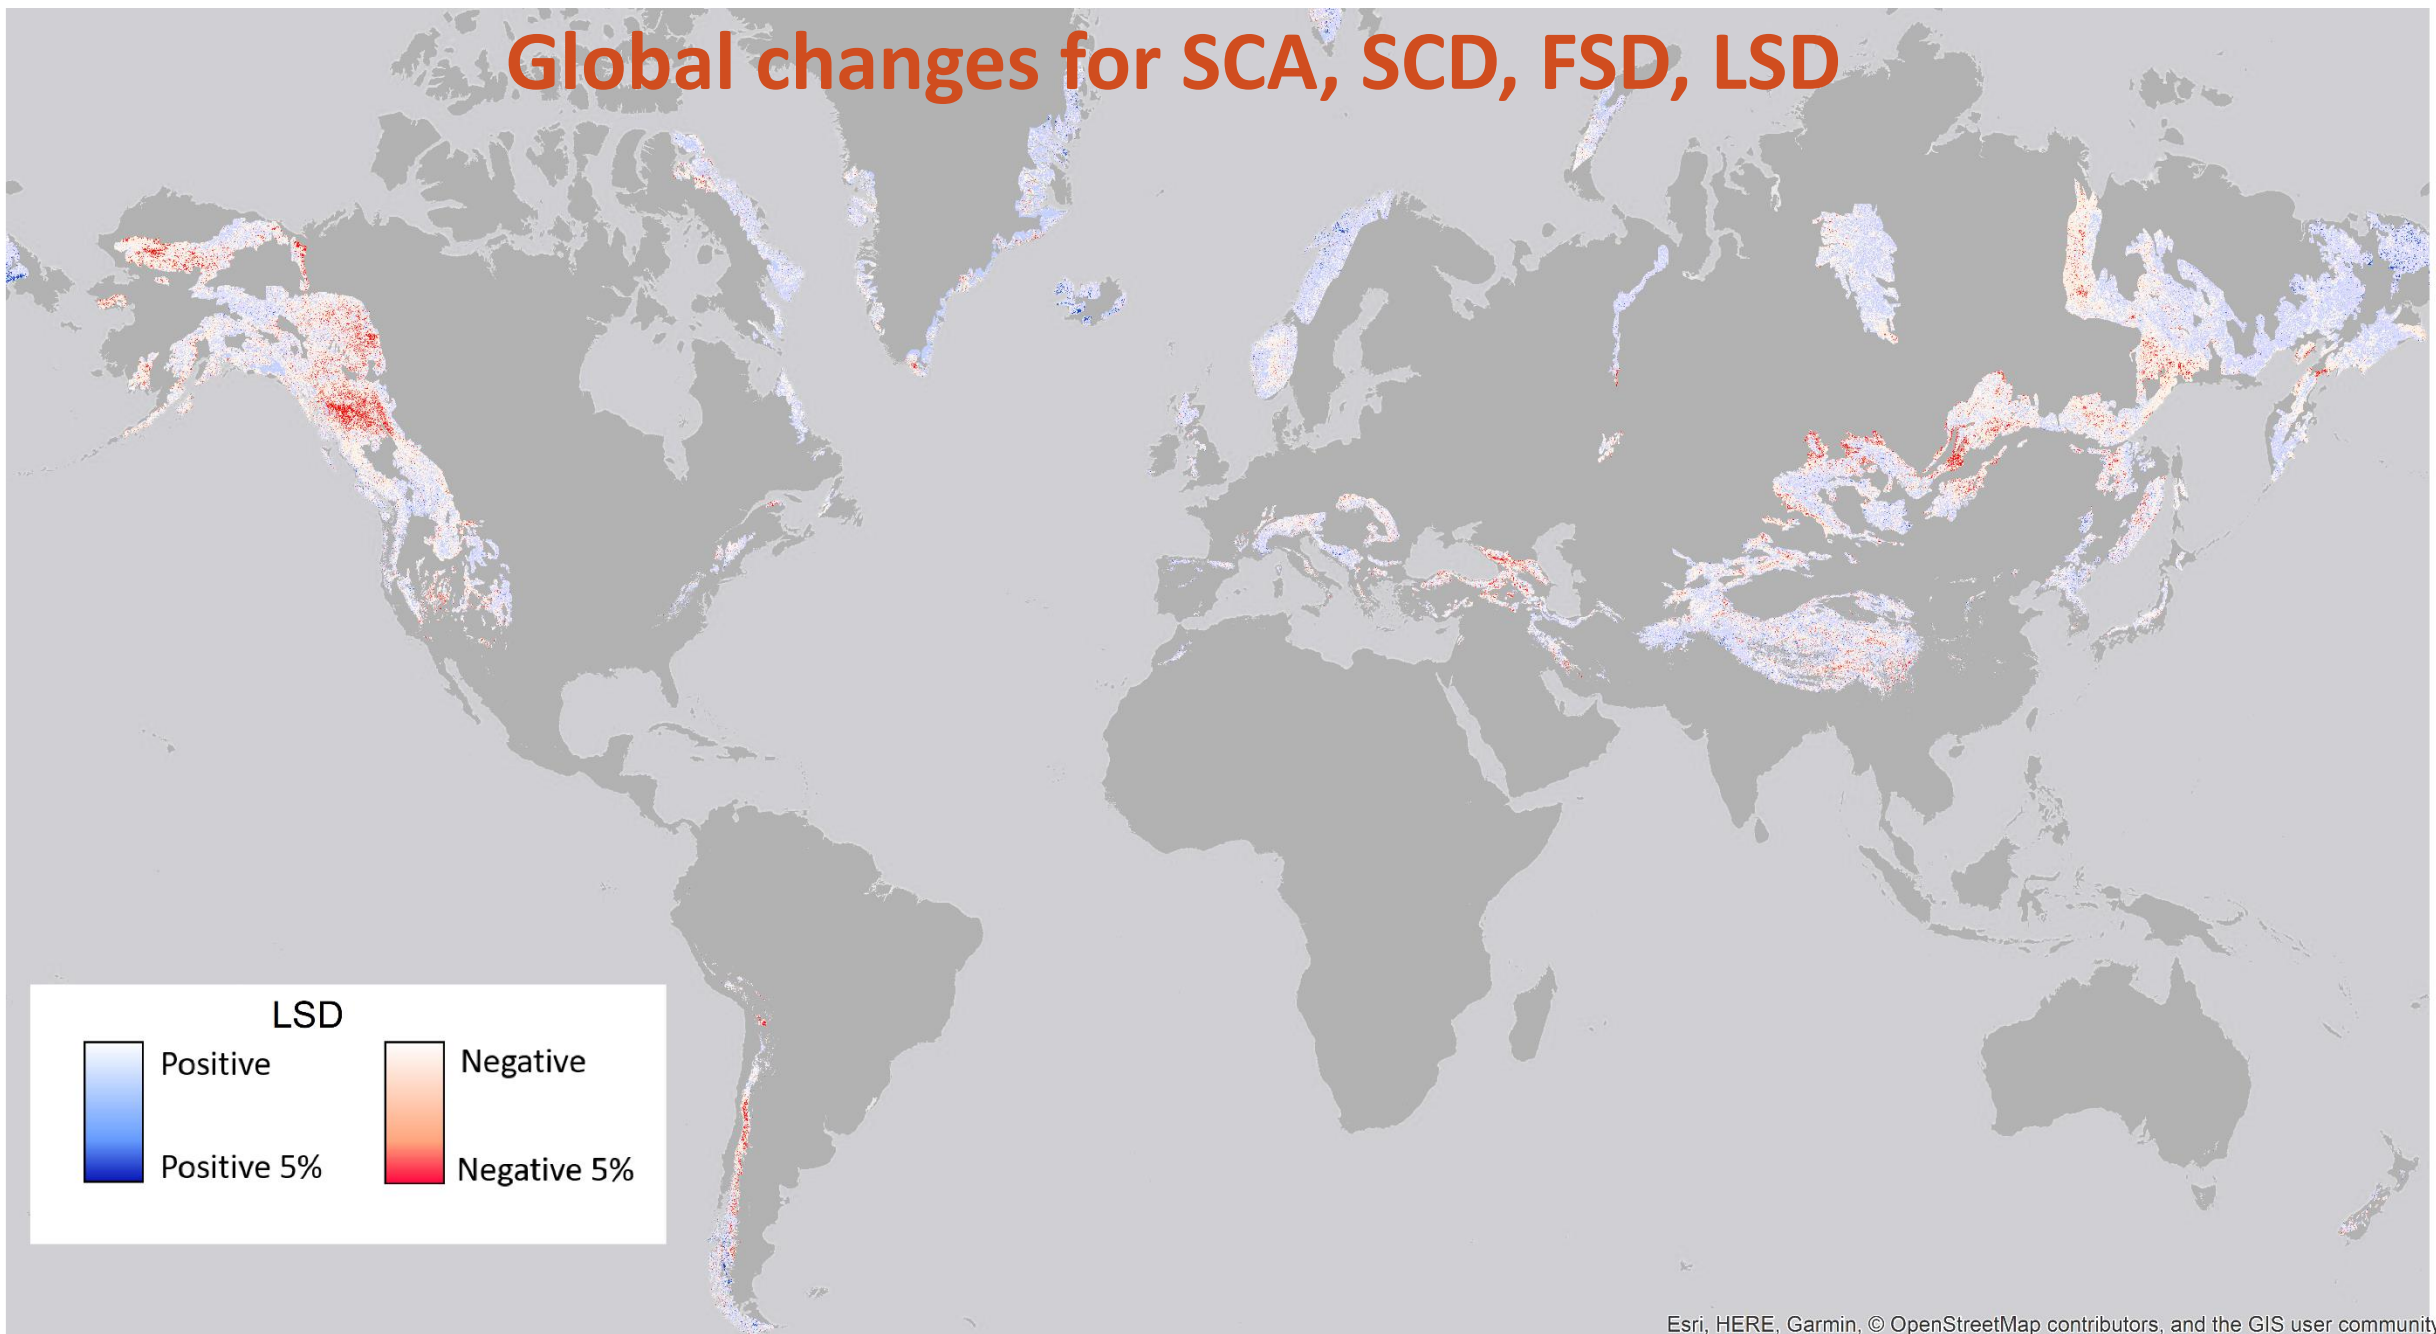 Global changes for SCA, SCD, FSD, LSD
LSD
Positive
Negative
Positive 5%
Negative 5%
Esri, HERE, Garmin, © OpenStreetMap contributors, and the GIS user community